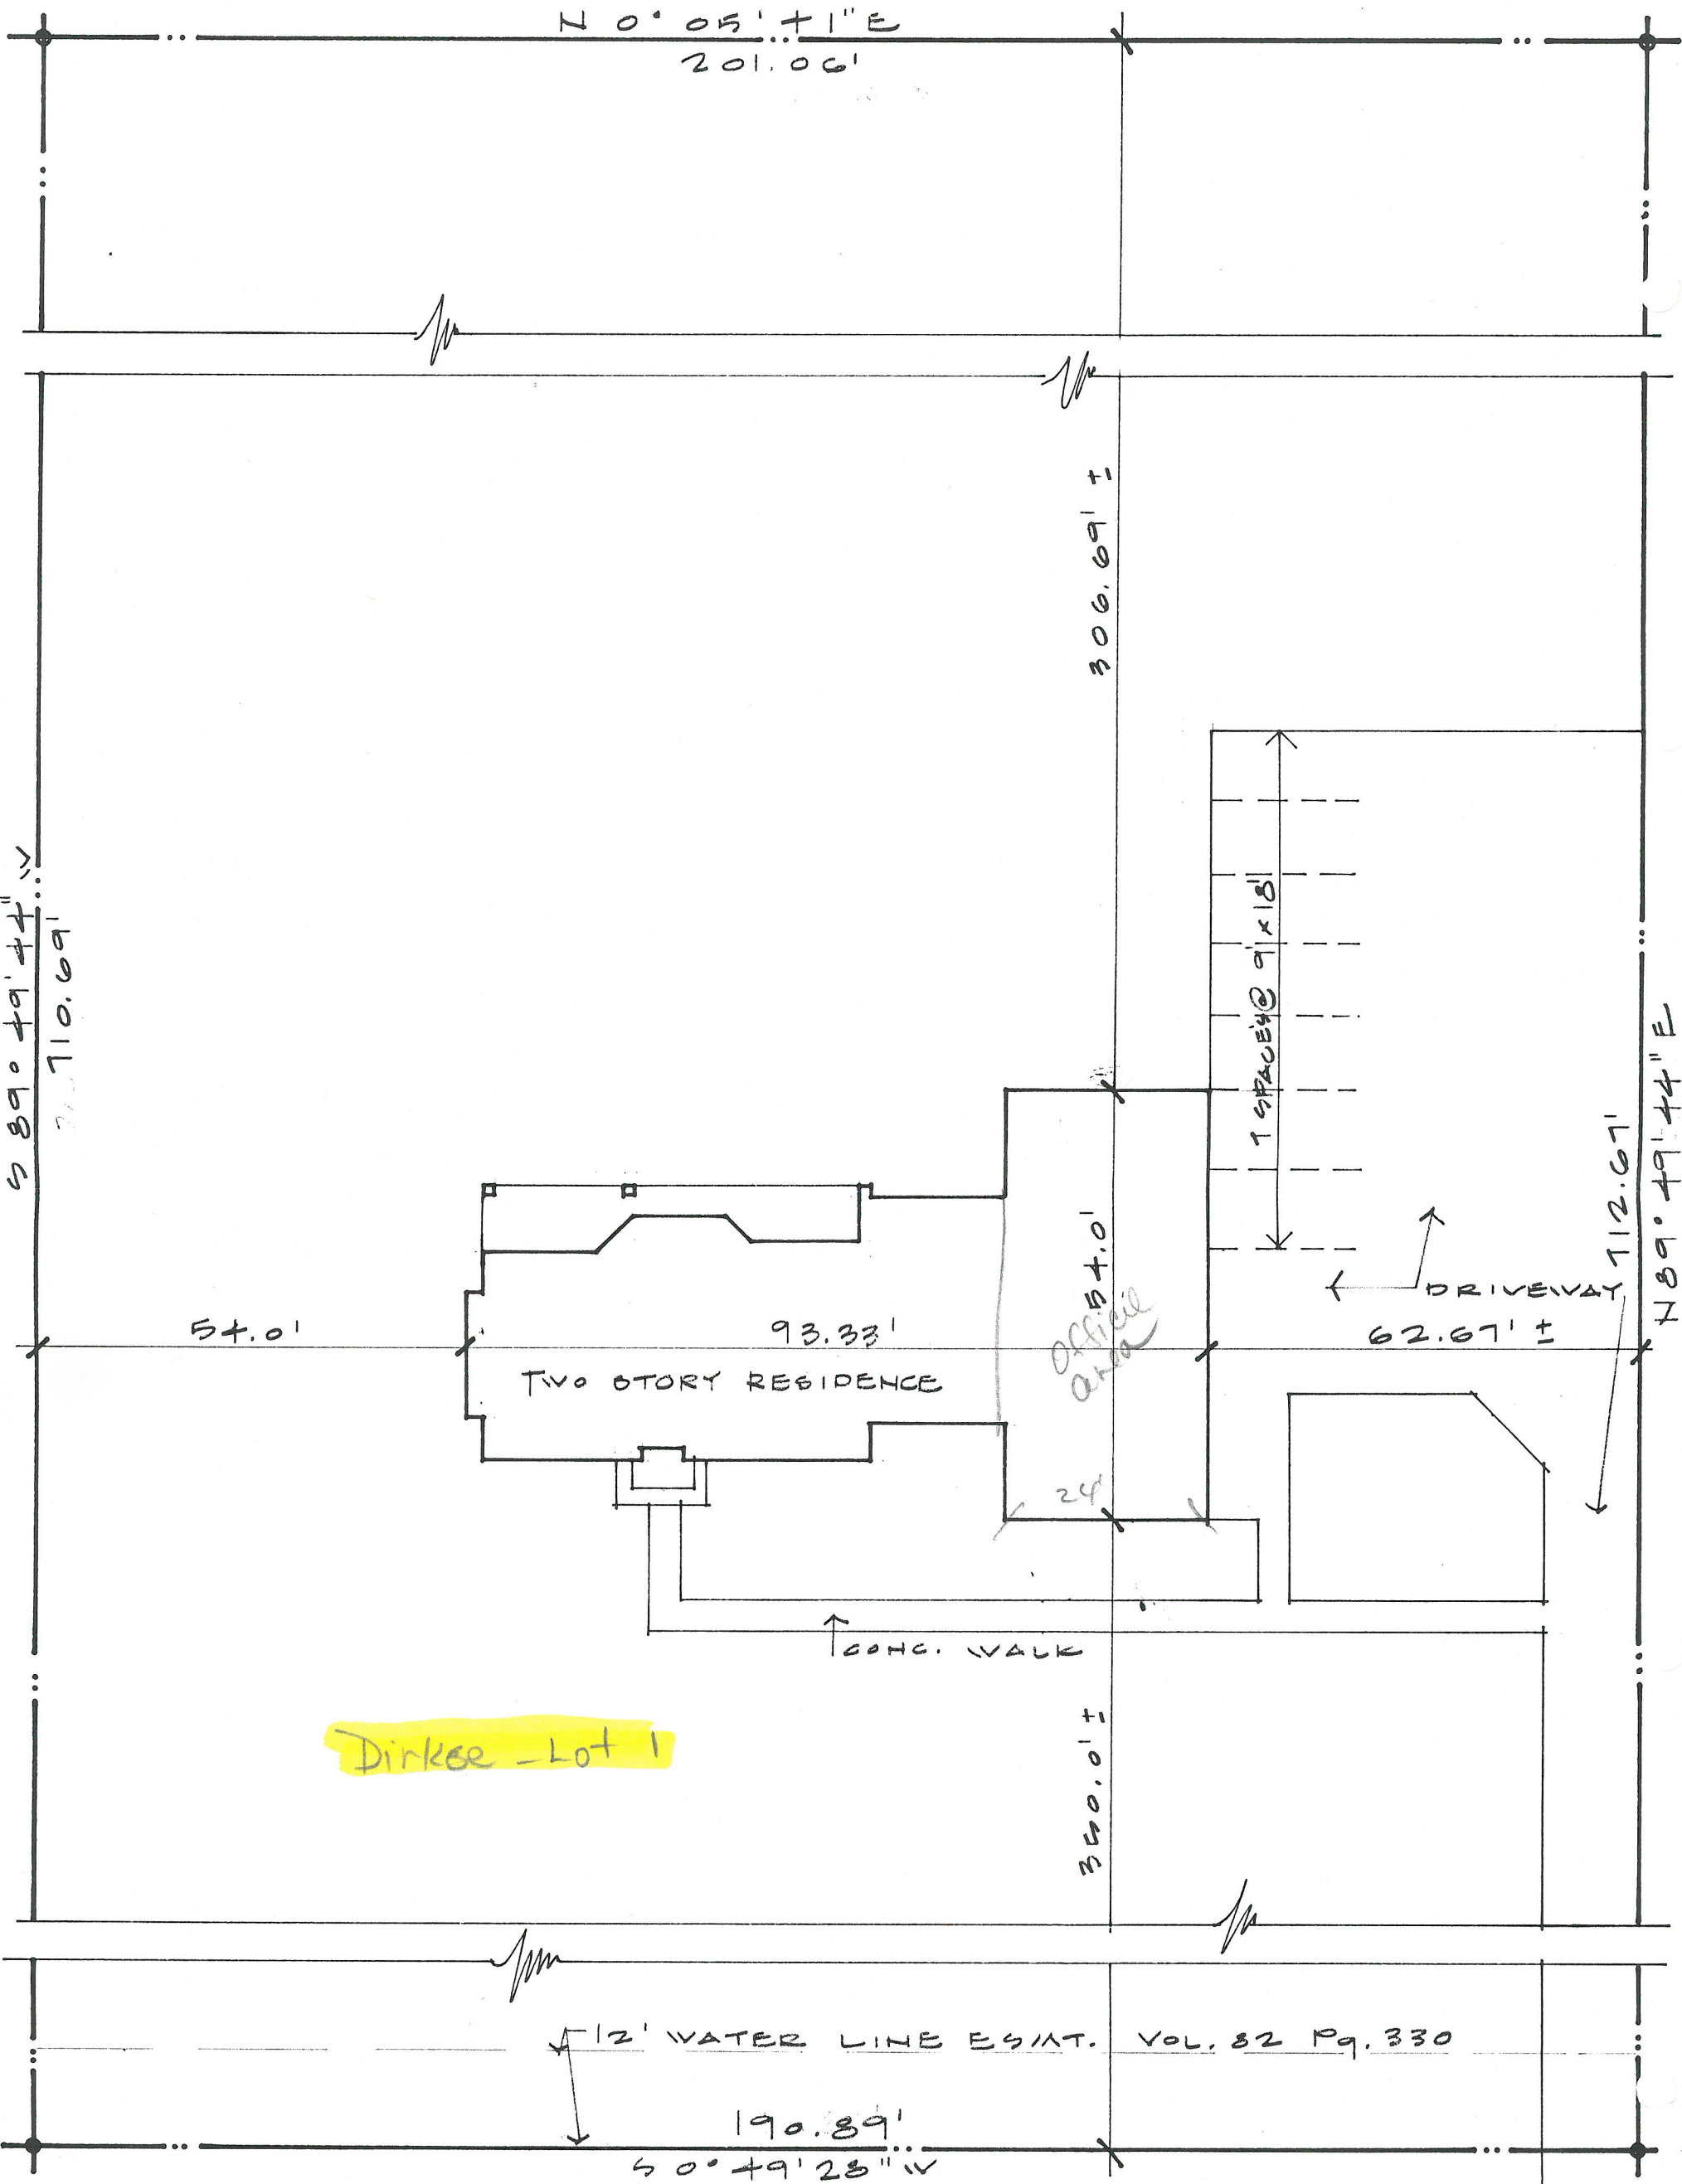 N 0° 05' 41" E
201.06'
306.69' ±
S 89° 49' 44" W
710.69'
7 SPACES @ 9' x 18'
N 89° 49' 44" E
712.67'
54.0'
DRIVEWAY
54.0'
93.33'
62.67' ±
Official
area
TWO STORY RESIDENCE
24'
CONC. WALK
Dirkse - Lot 1
350.0' ±
12' WATER LINE ESMT. VOL. 82 Pg. 330
190.89'
S 0° 49' 28" W